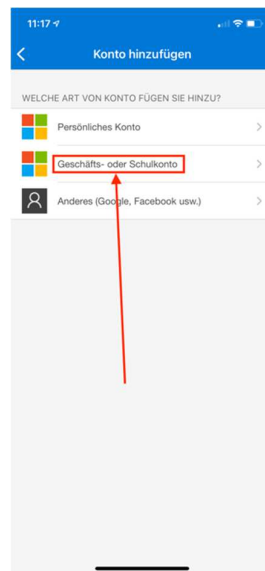 11:17
Konto hinzufügen
WELCHE ART VON KONTO FÜGEN SIE HINZU?
Persönliches Konto
Geschäfts- oder Schulkonto
Anderes (Google, Facebook usw.)